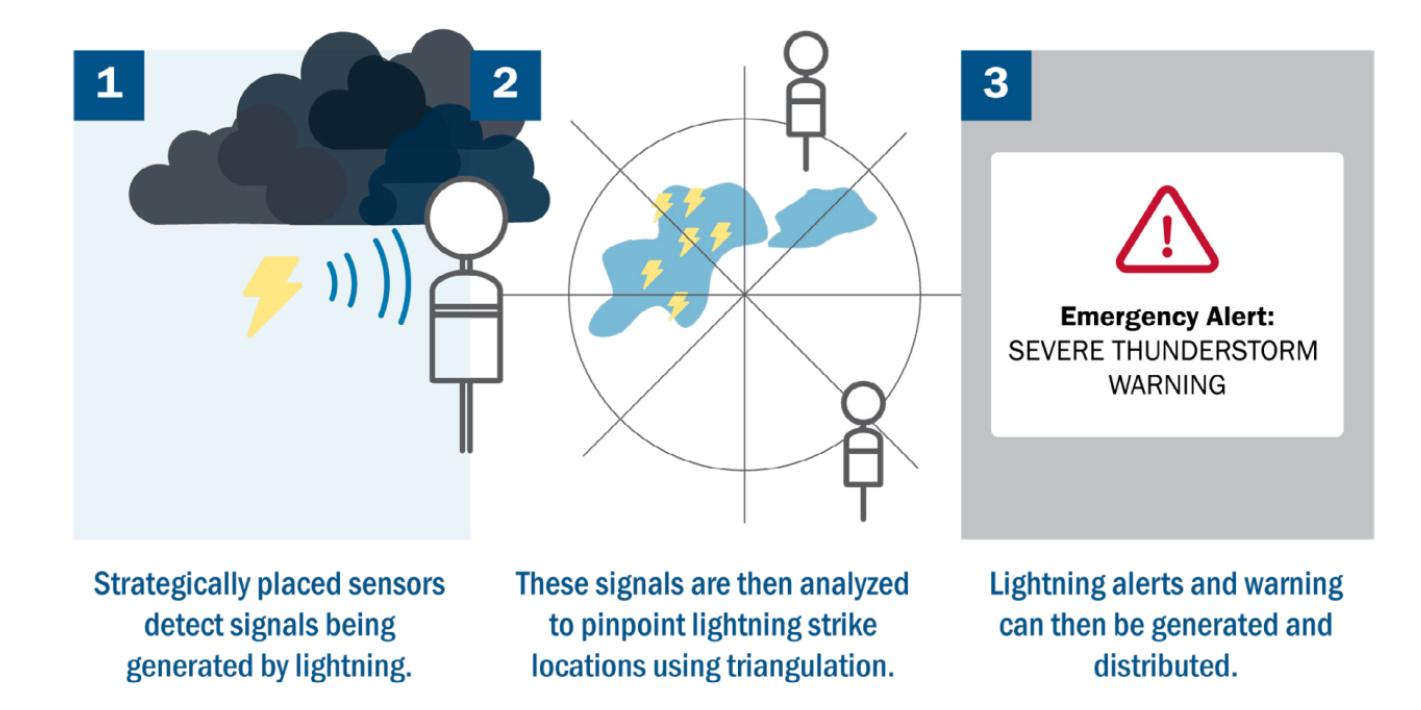 1
Strategically placed sensors
detect signals being
generated by lightning.
2
These signals are then analyzed
to pinpoint lightning strike
locations using triangulation.
3
!
Emergency Alert:
SEVERE THUNDERSTORM
WARNING
Lightning alerts and warning
can then be generated and
distributed.